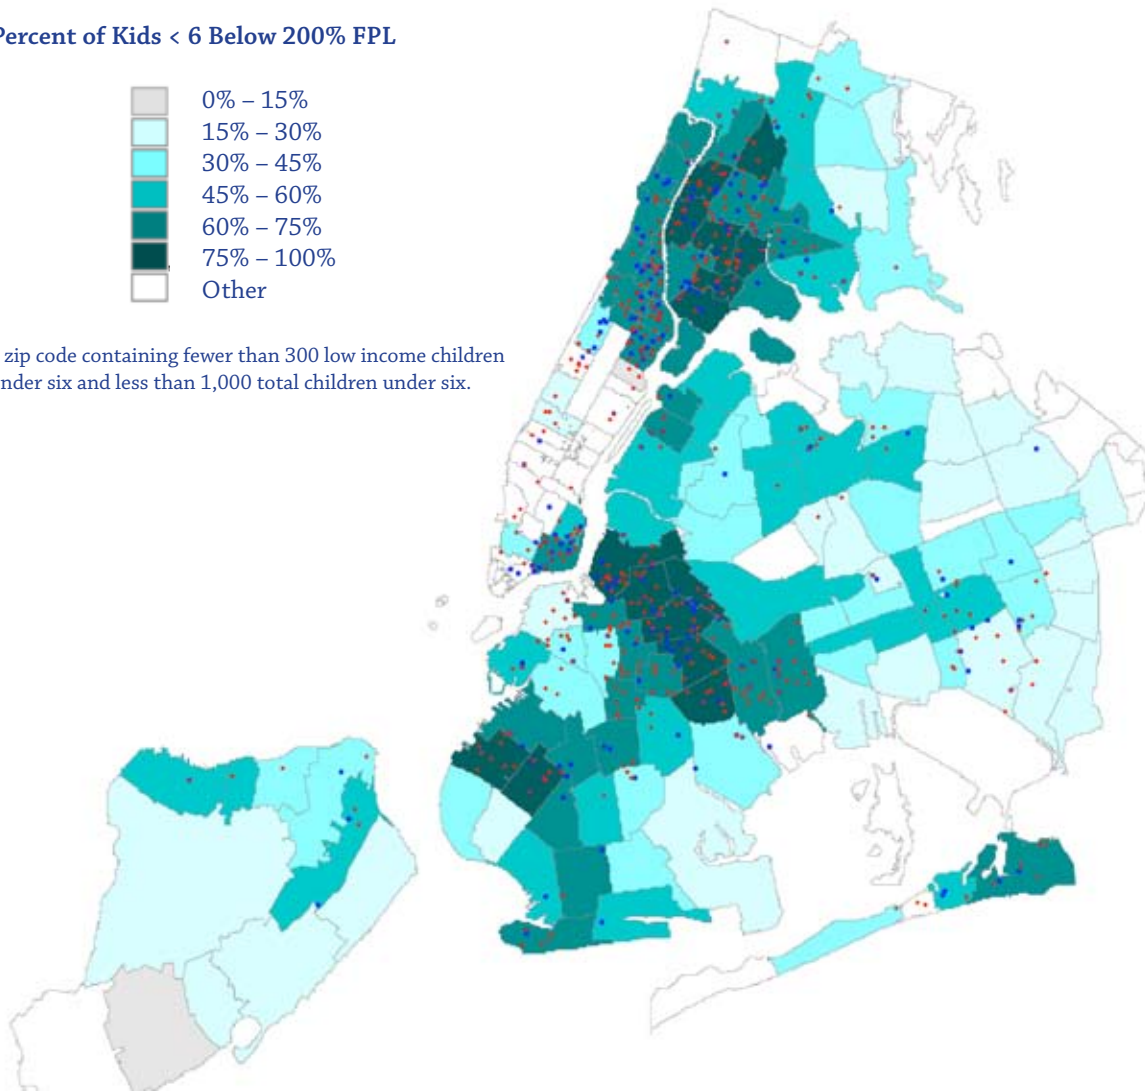 Percent of Kids < 6 Below 200% FPL
0% – 15%
15% – 30%
30% – 45%
45% – 60%
60% – 75%
75% – 100%
Other
zip code containing fewer than 300 low income children
nder six and less than 1,000 total children under six.